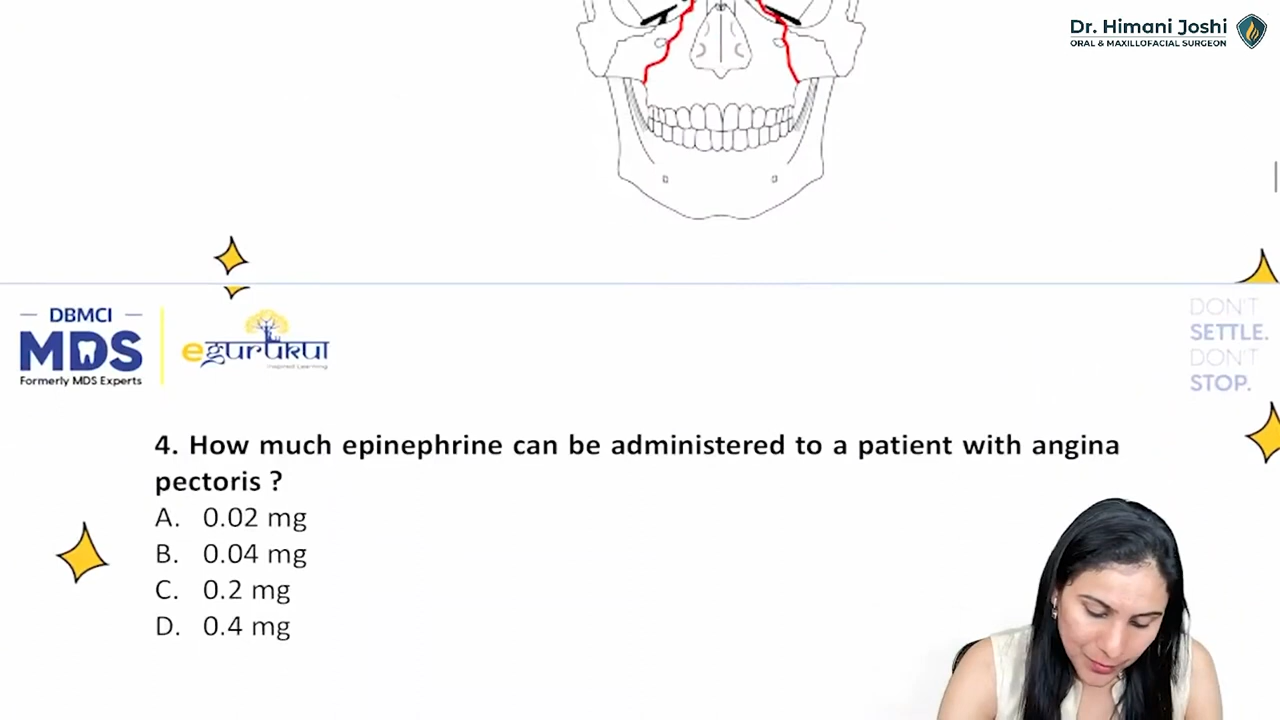 Dr. Himani Joshi
ORAL & MAXILLOFACIAL SURGEON
DBMCI
MDS
Formerly MDS Experts
egurukul
Inspired Learning
DON'T
SETTLE.
DON'T
STOP.
4. How much epinephrine can be administered to a patient with angina
pectoris ?
A. 0.02 mg
B. 0.04 mg
C. 0.2 mg
D. 0.4 mg